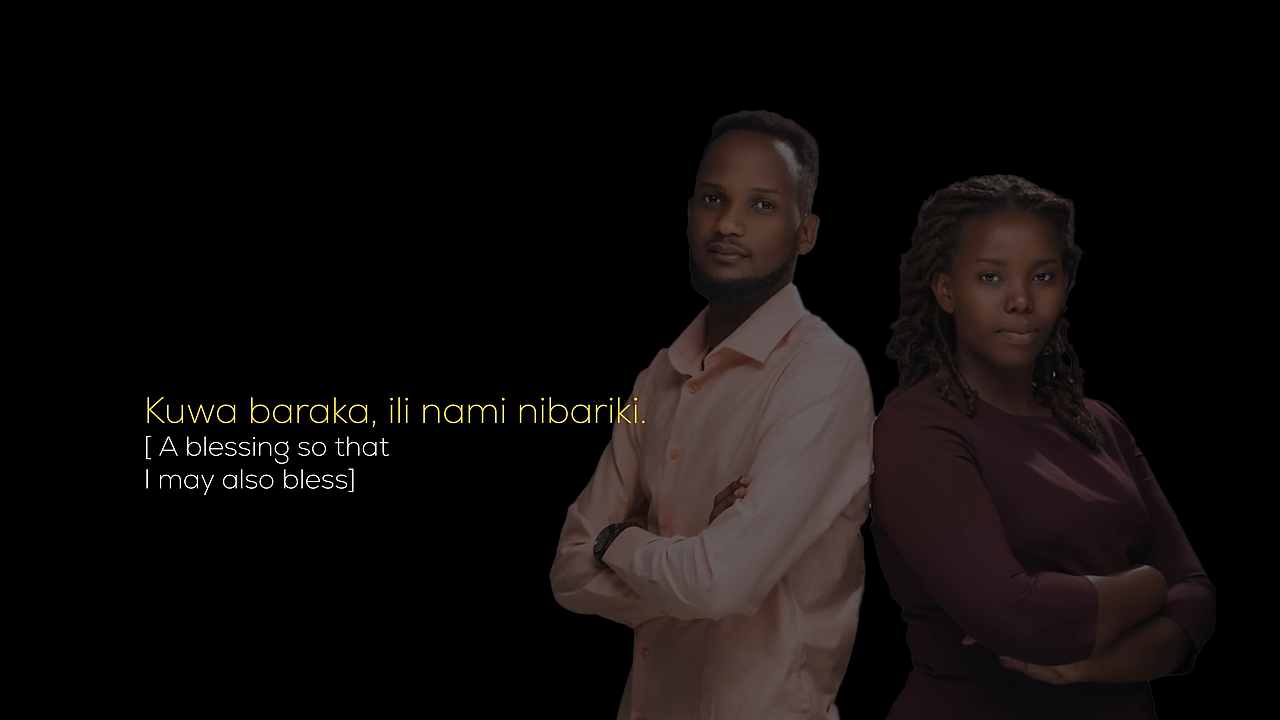 Kuwa baraka, ili nami nibariki.
[ A blessing so that
I may also bless]